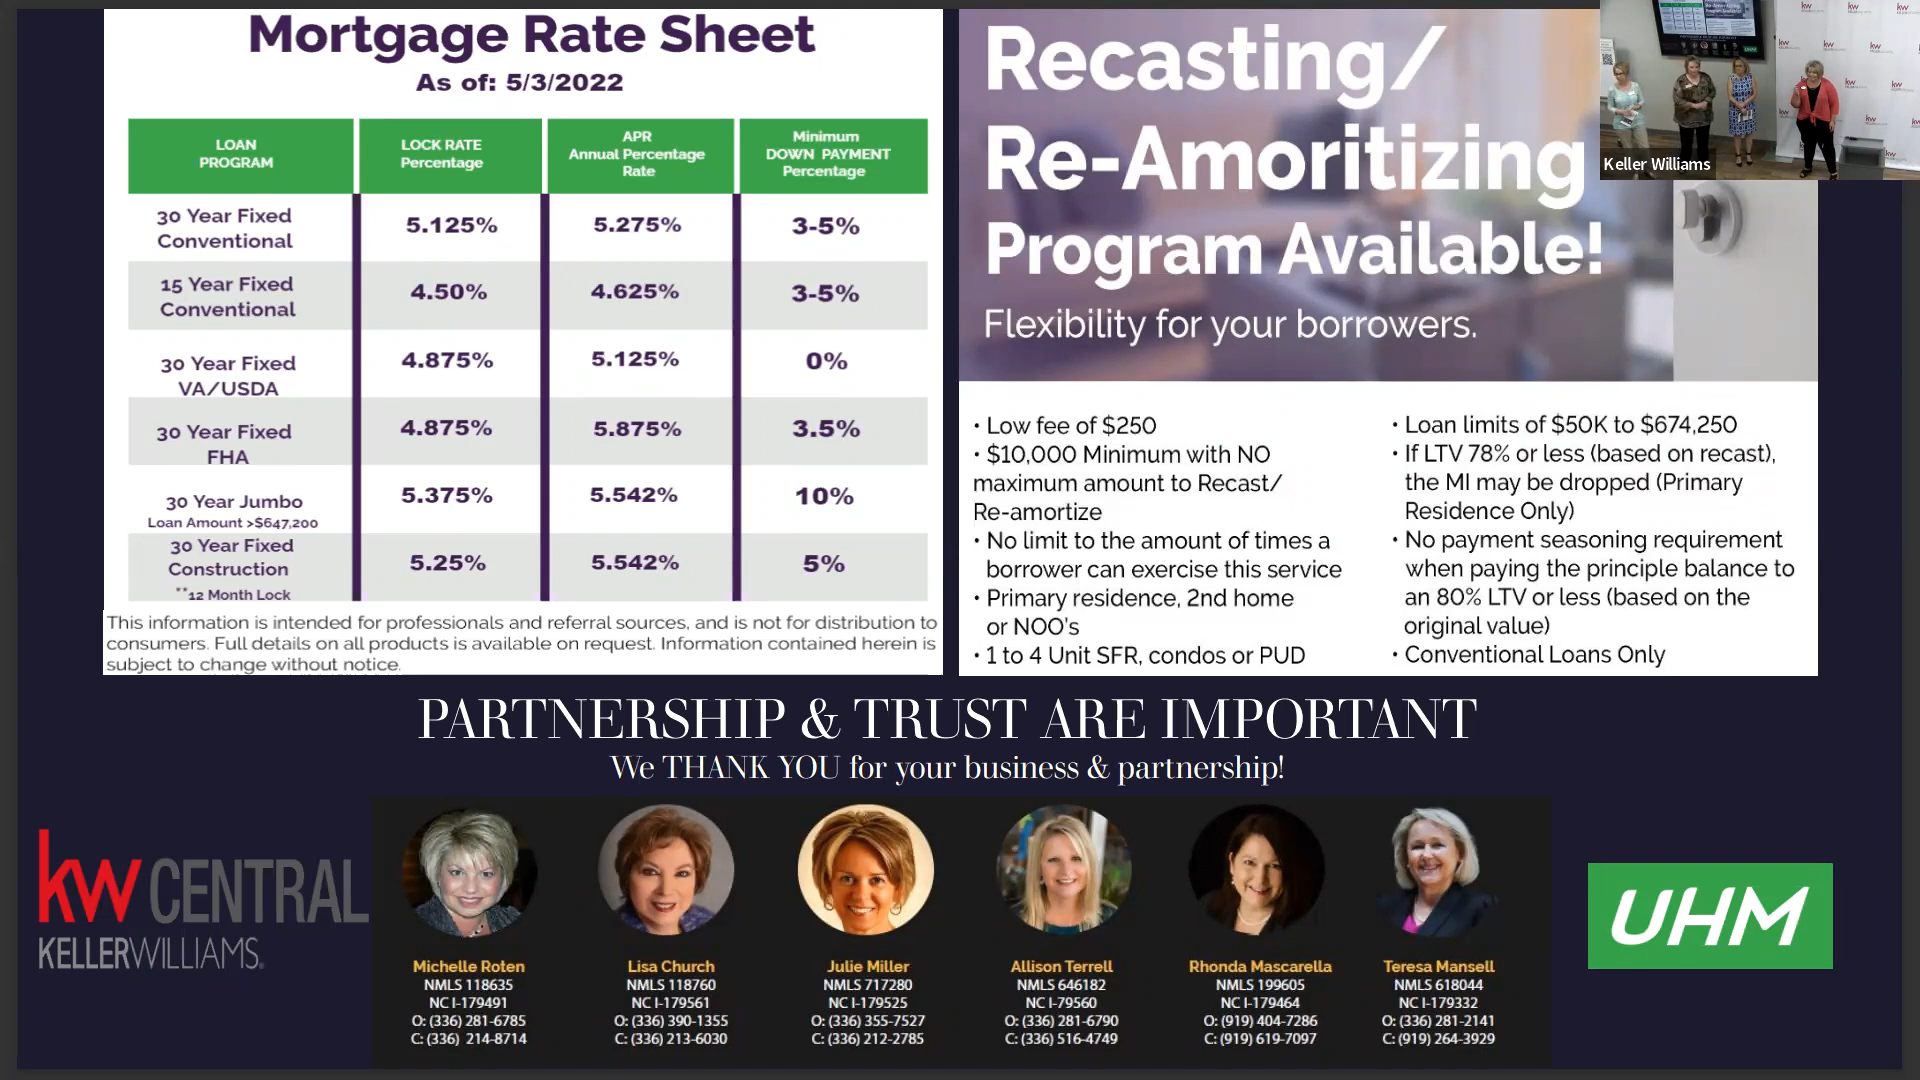 Mortgage Rate Sheet
As of: 5/3/2022
LOAN
PROGRAM
LOCK RATE
Percentage
APR
Annual Percentage
Rate
Minimum
DOWN PAYMENT
Percentage
30 Year Fixed
Conventional
5.125%
5.275%
3-5%
15 Year Fixed
Conventional
4.50%
4.625%
3-5%
30 Year Fixed
VA/USDA
4.875%
5.125%
0%
30 Year Fixed
FHA
4.875%
5.875%
3.5%
30 Year Jumbo
Loan Amount >$647,200
5.375%
5.542%
10%
30 Year Fixed
Construction
**12 Month Lock
5.25%
5.542%
5%
This information is intended for professionals and referral sources, and is not for distribution to
consumers. Full details on all products is available on request. Information contained herein is
subject to change without notice.
Recasting/
Re-Amoritizing
Program Available!
Flexibility for your borrowers.
• Low fee of $250
• $10,000 Minimum with NO
maximum amount to Recast/
Re-amortize
• No limit to the amount of times a
borrower can exercise this service
• Primary residence, 2nd home
or NOO's
• 1 to 4 Unit SFR, condos or PUD
• Loan limits of $50K to $674,250
• If LTV 78% or less (based on recast),
the MI may be dropped (Primary
Residence Only)
• No payment seasoning requirement
when paying the principle balance to
an 80% LTV or less (based on the
original value)
• Conventional Loans Only
Keller Williams
kw
kw
kw
kw
kw
kw
PARTNERSHIP & TRUST ARE IMPORTANT
We THANK YOU for your business & partnership!
kw CENTRAL
KELLERWILLIAMS.
Michelle Roten
NMLS 118635
NC I-179491
O: (336) 281-6785
C: (336) 214-8714
Lisa Church
NMLS 118760
NC I-179561
O: (336) 390-1355
C: (336) 213-6030
Julie Miller
NMLS 717280
NC I-179525
O: (336) 355-7527
C: (336) 212-2785
Allison Terrell
NMLS 646182
NC I-79560
O: (336) 281-6790
C: (336) 516-4749
Rhonda Mascarella
NMLS 199605
NC I-179464
O: (919) 404-7286
C: (919) 619-7097
Teresa Mansell
NMLS 618044
NC I-179332
O: (336) 281-2141
C: (919) 264-3929
UHM